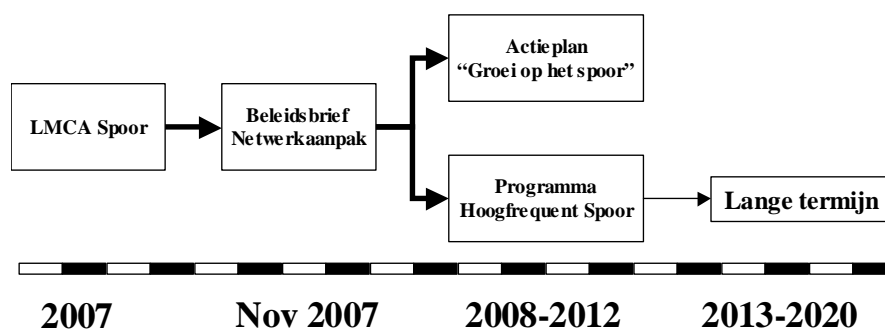 LMCA Spoor
Beleidsbrief
Netwerkaanpak
Actieplan
“Groei op het spoor”
Programma
Hoogfrequent Spoor
Lange termijn
2007
Nov 2007
2008-2012
2013-2020